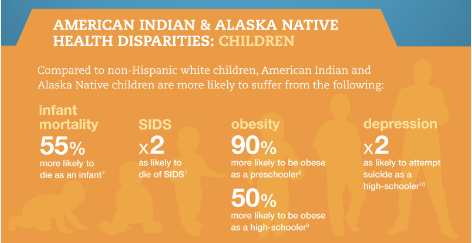 AMERICAN INDIAN & ALASKA NATIVE
HEALTH DISPARITIES: CHILDREN
Compared to non-Hispanic white children, American Indian and
Alaska Native children are more likely to suffer from the following:
infant
mortality
55%
more likely to
die as an infant⁷
SIDS
x2
as likely to
die of SIDS⁷
obesity
90%
more likely to be obese
as a preschooler⁸
50%
more likely to be obese
as a high-schooler⁹
depression
x2
as likely to attempt
suicide as a
high-schooler¹⁰